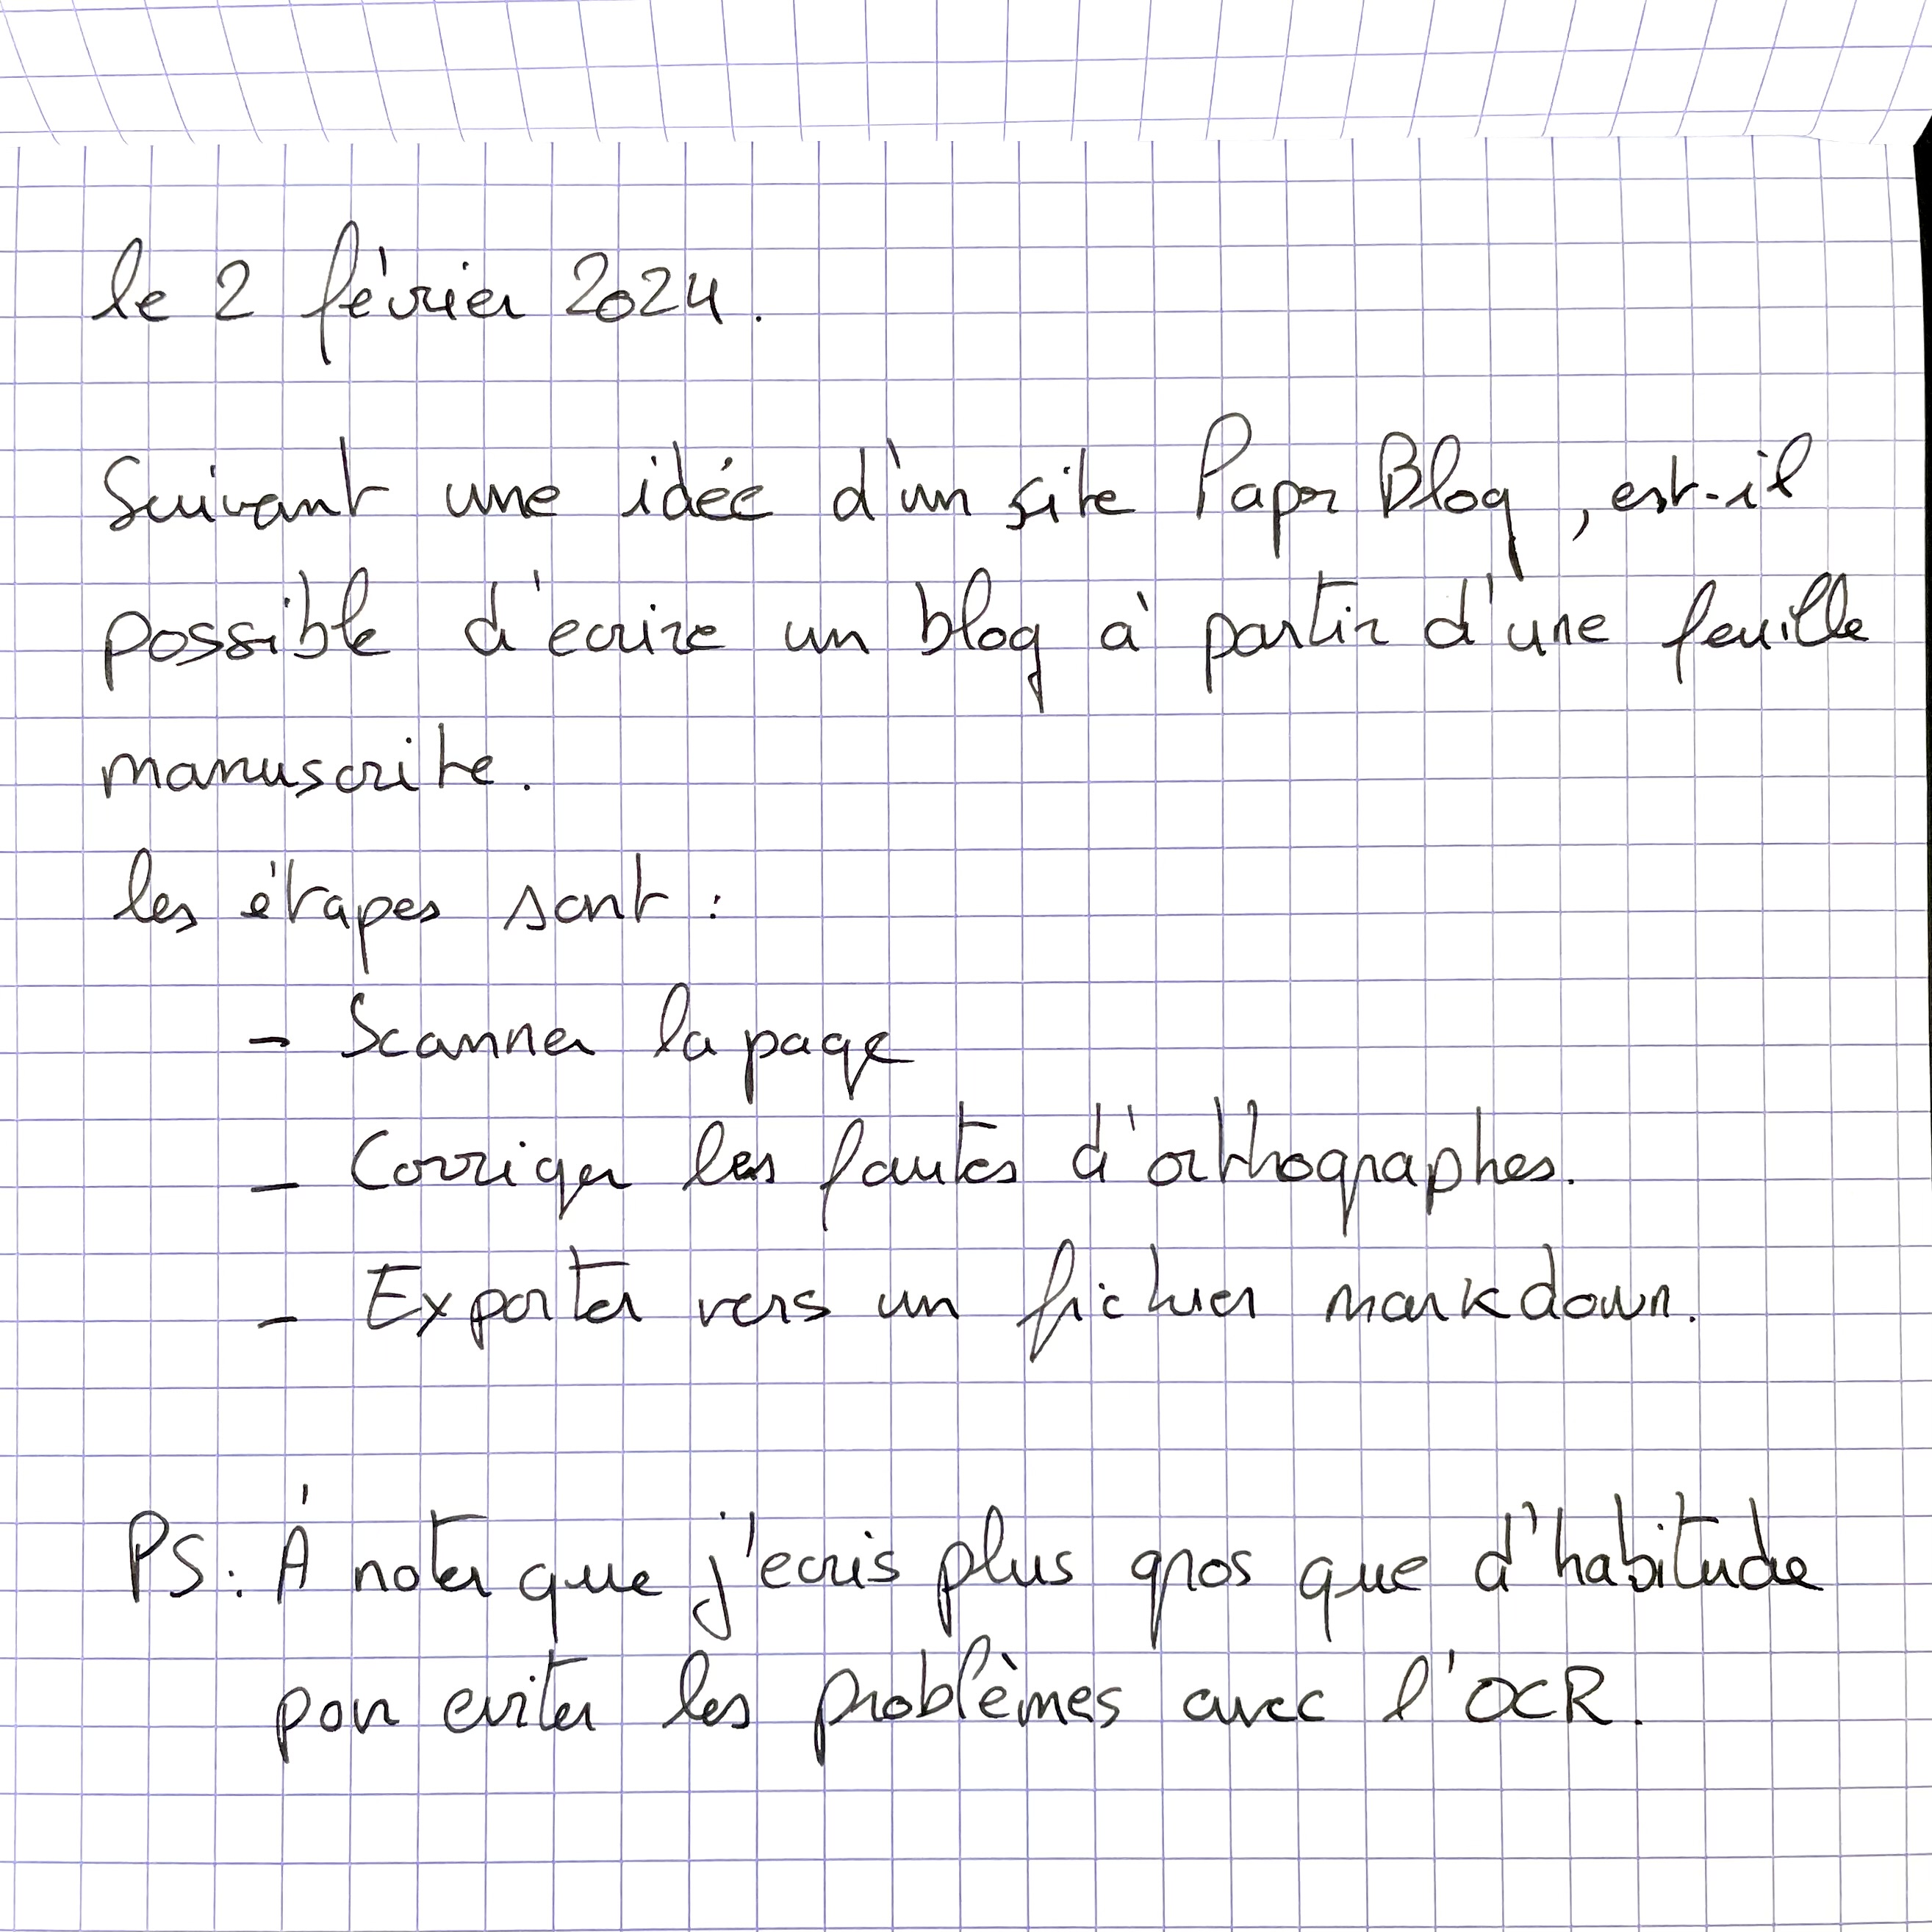 le 2 février 2024.
Suivant une idée d'un site Papr Blog, est-il
possible d'ecrire un blog à partir d'une feuille
manuscrite.
les étapes sont :
- Scanner la page
- Corriger les fautes d'orthographes.
- Exporter vers un fichier markdown.
PS : À noter que j'ecris plus gros que d'habitude
pour eviter les problèmes avec l'OCR.